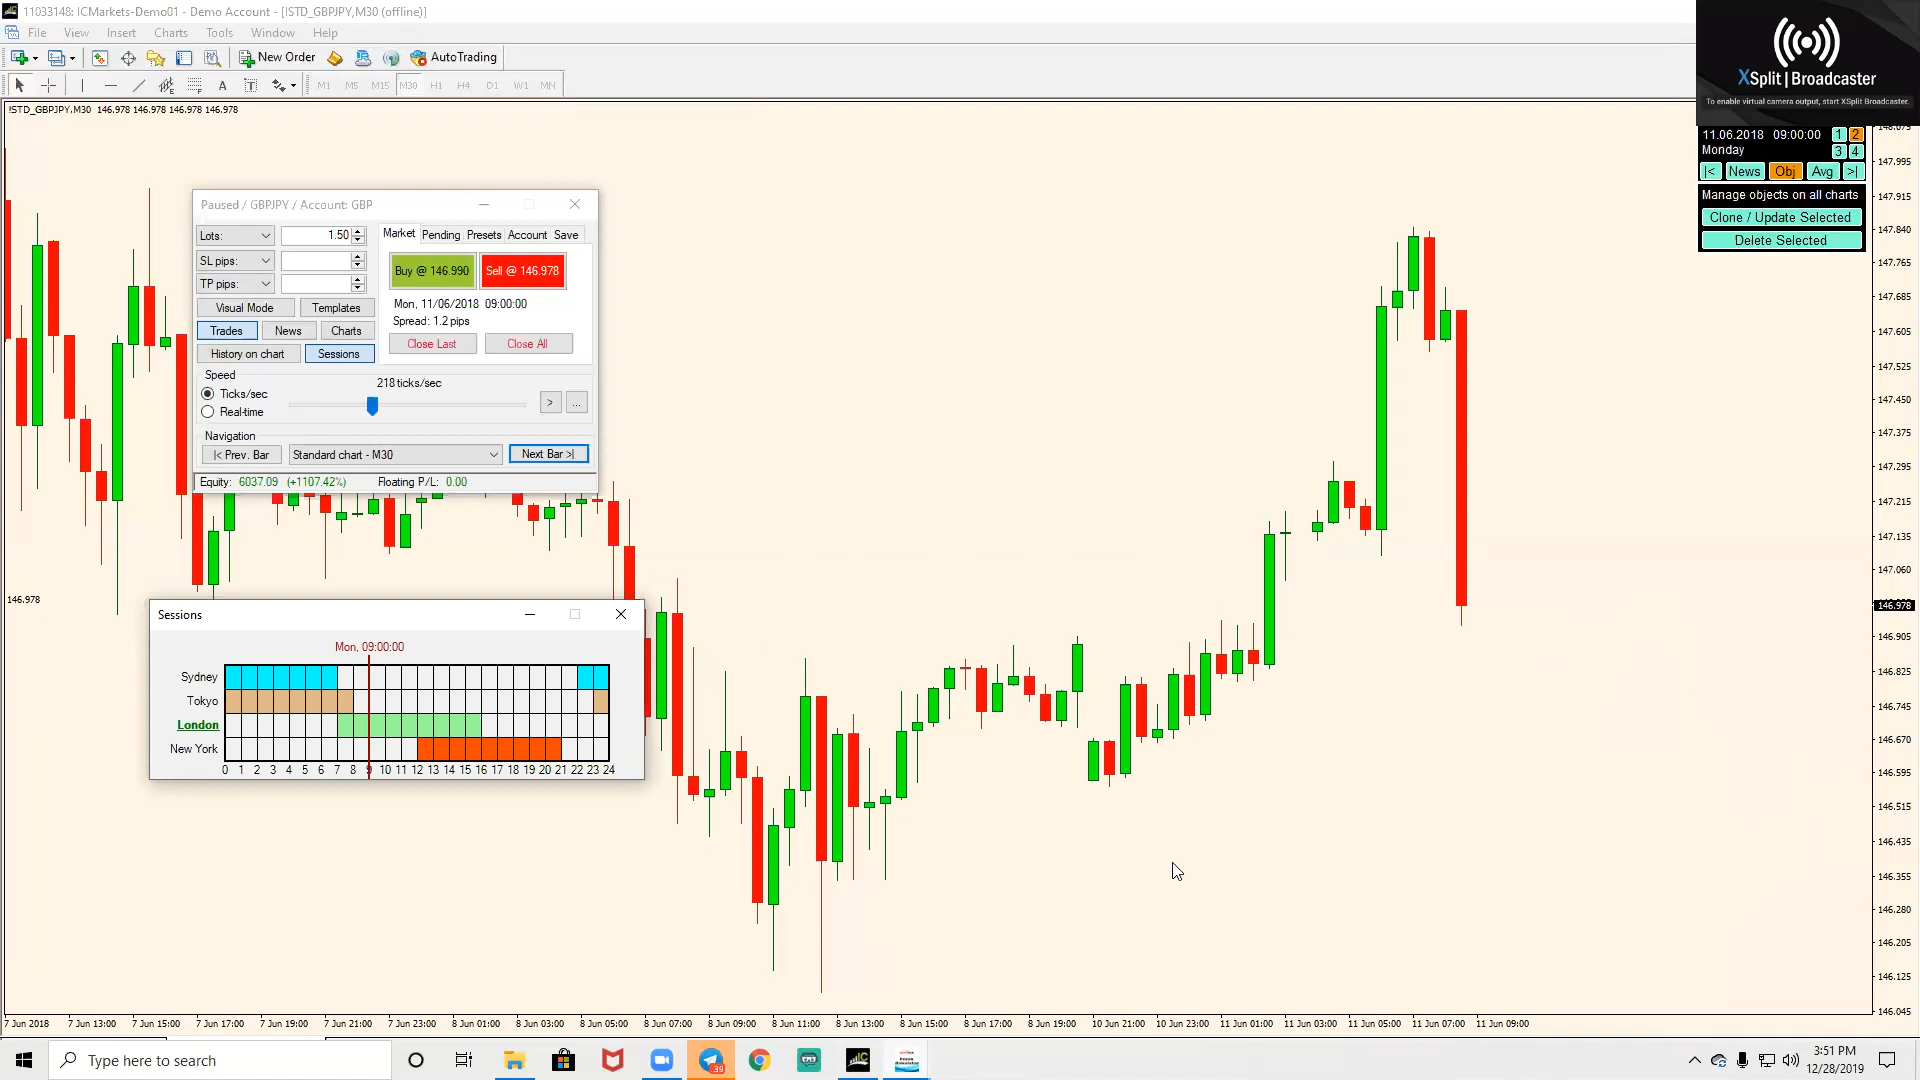 11033148: ICMarkets-Demo01 - Demo Account - [!STD_GBPJPY,M30 (offline)]
File View Insert Charts Tools Window Help
New Order AutoTrading
A T M1 M5 M15 M30 H1 H4 D1 W1 MN
XSplit | Broadcaster
To enable virtual camera output, start XSplit Broadcaster.
!STD_GBPJPY,M30 146.978 146.978 146.978 146.978
11.06.2018 09:00:00 1 2
Monday 3 4
|< News Obj Avg >|
Manage objects on all charts
Clone / Update Selected
Delete Selected
Paused / GBPJPY / Account: GBP
Lots: 1.50 Market Pending Presets Account Save
SL pips:
TP pips:
Buy @ 146.990 Sell @ 146.978
Visual Mode Templates
Mon, 11/06/2018 09:00:00
Trades News Charts
Spread: 1.2 pips
History on chart Sessions
Close Last Close All
Speed
218 ticks/sec
Ticks/sec
Real-time
> ...
Navigation
|< Prev. Bar Standard chart - M30 Next Bar >|
Equity: 6037.09 (+1107.42%) Floating P/L: 0.00
146.978
Sessions
Mon, 09:00:00
Sydney
Tokyo
London
New York
0 1 2 3 4 5 6 7 8 9 10 11 12 13 14 15 16 17 18 19 20 21 22 23 24
147.995
147.915
147.840
147.765
147.685
147.605
147.525
147.450
147.375
147.295
147.215
147.135
147.060
146.978
146.905
146.825
146.745
146.670
146.595
146.515
146.435
146.355
146.280
146.205
146.125
146.045
7 Jun 2018 7 Jun 13:00 7 Jun 15:00 7 Jun 17:00 7 Jun 19:00 7 Jun 21:00 7 Jun 23:00 8 Jun 01:00 8 Jun 03:00 8 Jun 05:00 8 Jun 07:00 8 Jun 09:00 8 Jun 11:00 8 Jun 13:00 8 Jun 15:00 8 Jun 17:00 8 Jun 19:00 10 Jun 21:00 10 Jun 23:00 11 Jun 01:00 11 Jun 03:00 11 Jun 05:00 11 Jun 07:00 11 Jun 09:00
Type here to search
39
3:51 PM
12/28/2019